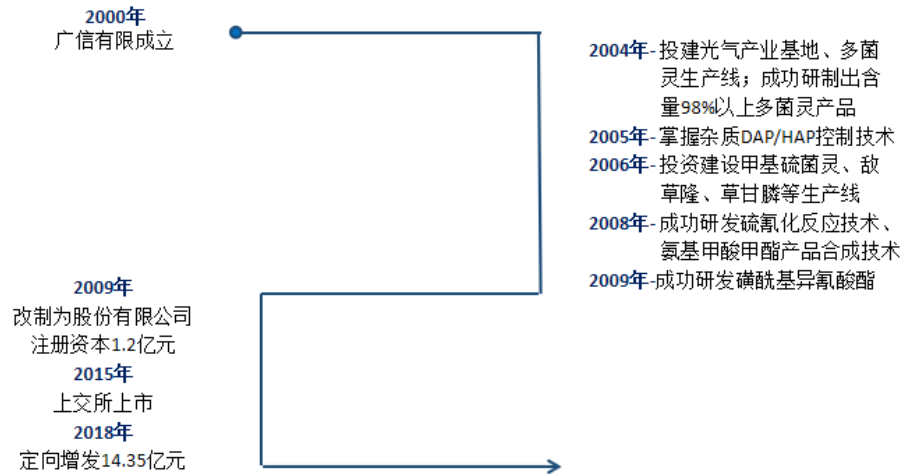 2000年
广信有限成立
2004年-投建光气产业基地、多菌
灵生产线；成功研制出含
量98%以上多菌灵产品
2005年-掌握杂质DAP/HAP控制技术
2006年-投资建设甲基硫菌灵、敌
草隆、草甘膦等生产线
2008年-成功研发硫氰化反应技术、
氨基甲酸甲酯产品合成技术
2009年-成功研发磺酰基异氰酸酯
2009年
改制为股份有限公司
注册资本1.2亿元
2015年
上交所上市
2018年
定向增发14.35亿元